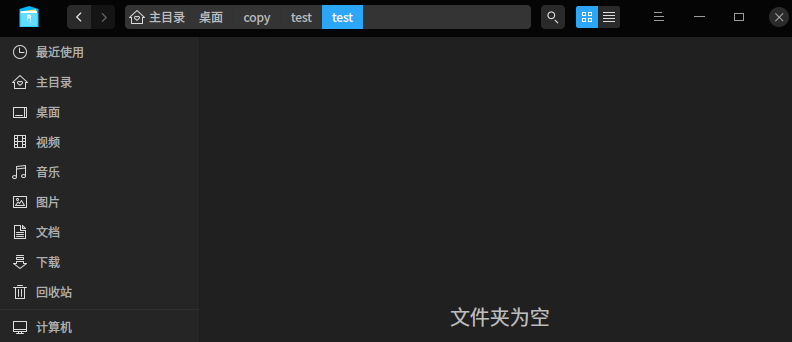 主目录 桌面 copy test test
最近使用
主目录
桌面
视频
音乐
图片
文档
下载
回收站
计算机
文件夹为空